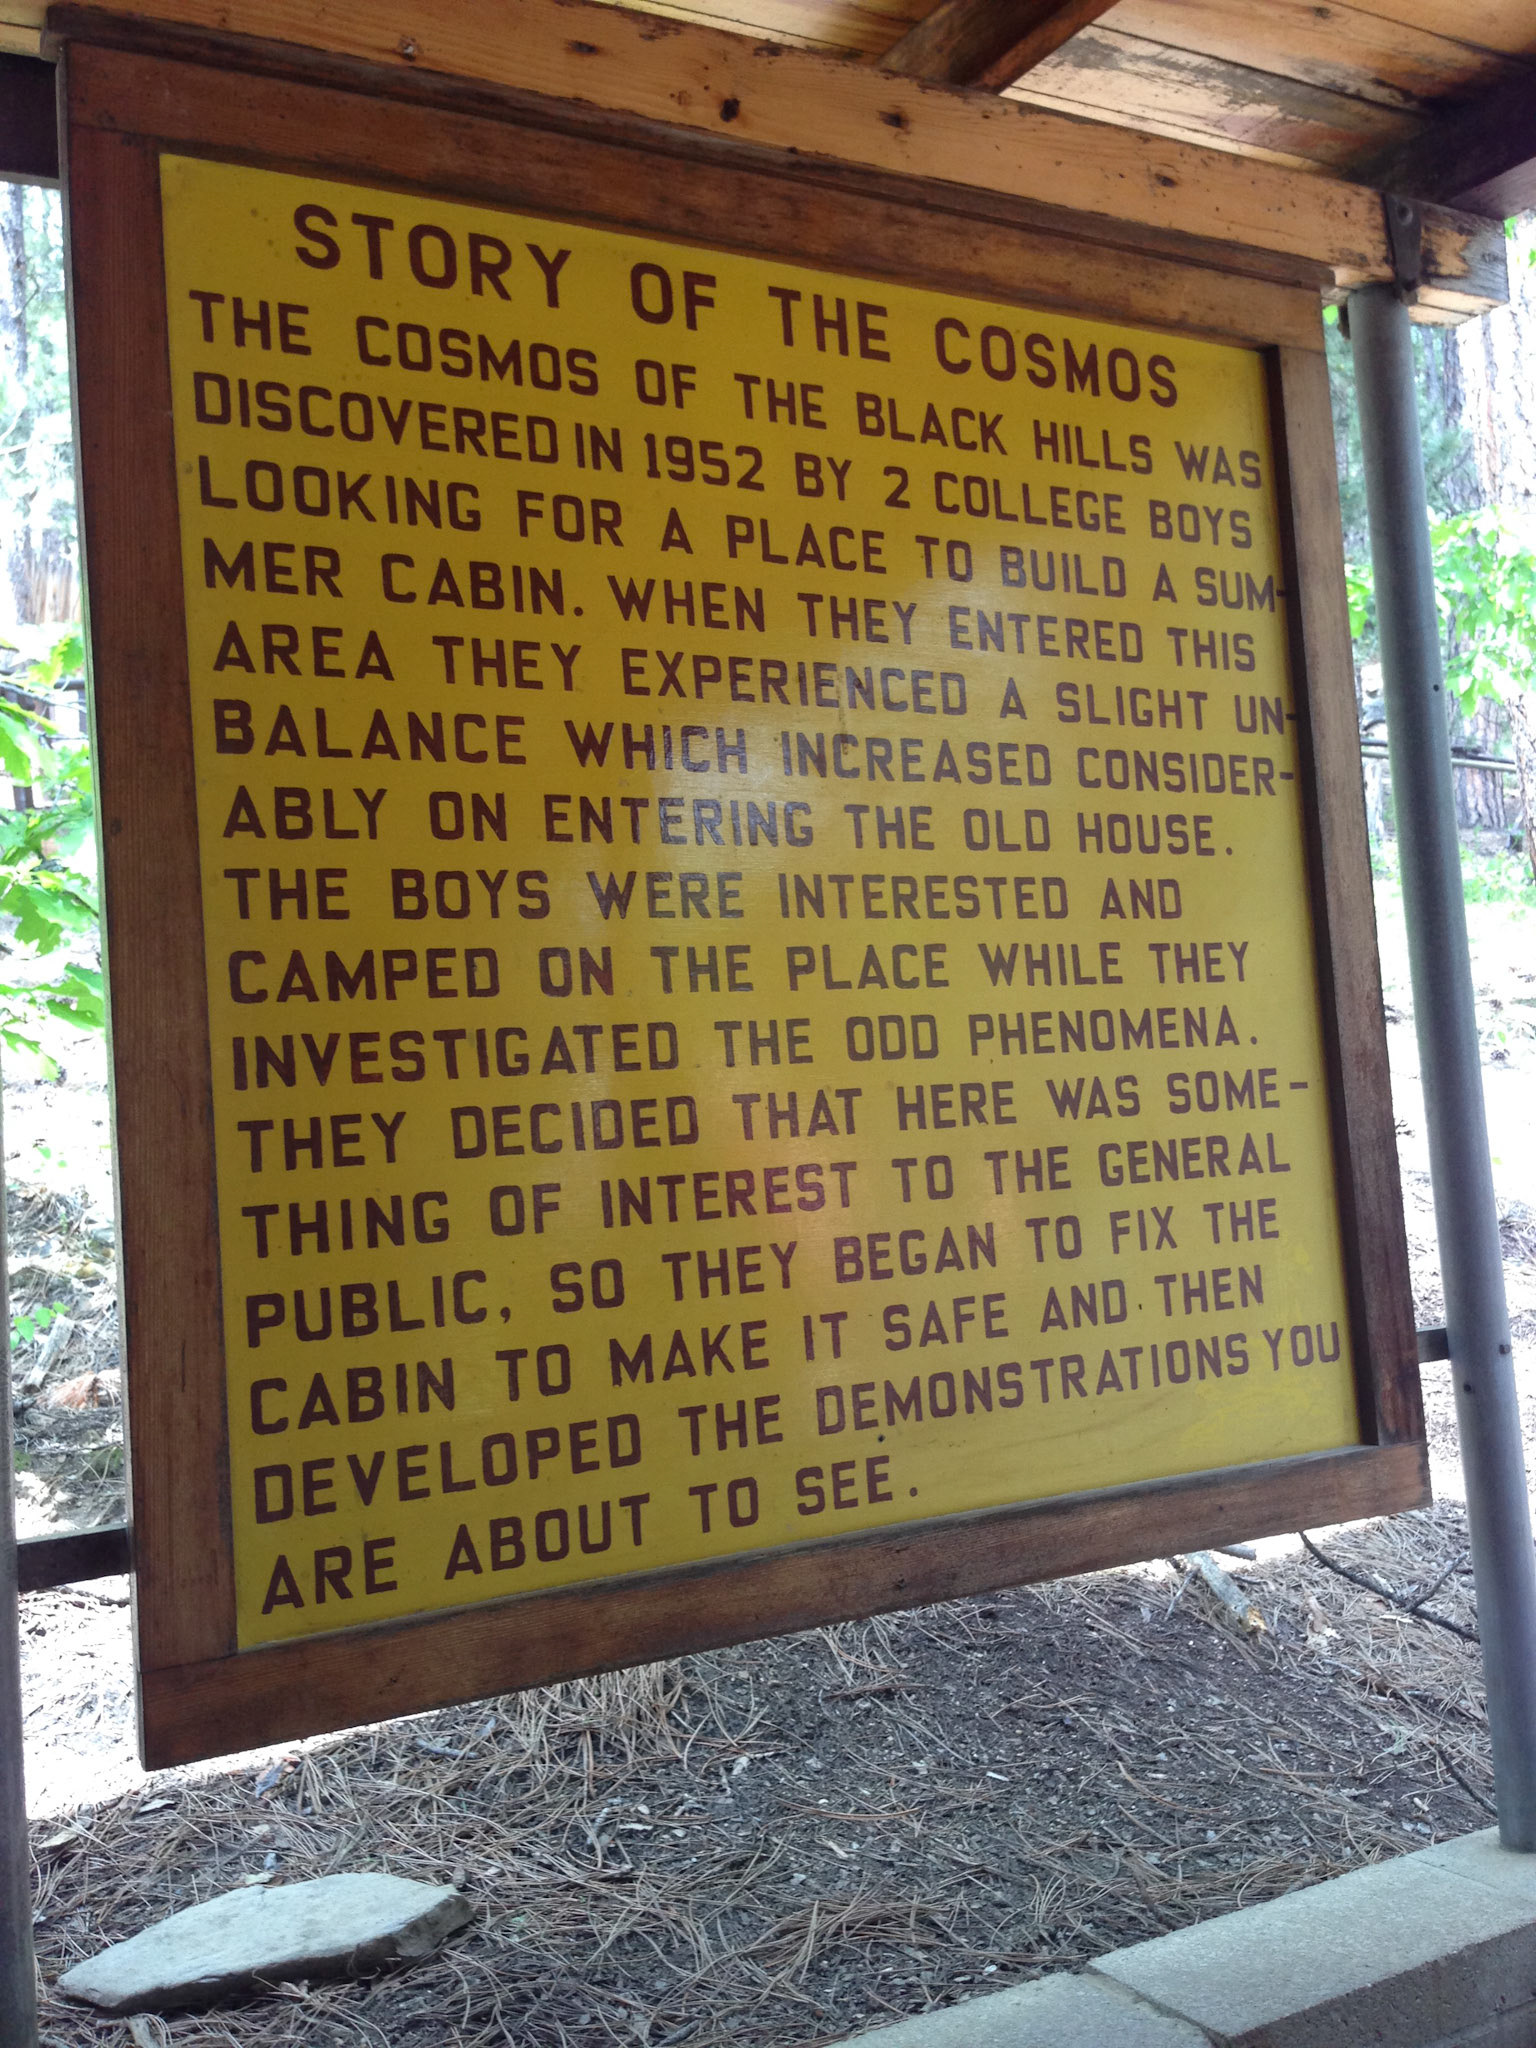 STORY OF THE COSMOS
THE COSMOS OF THE BLACK HILLS WAS
DISCOVERED IN 1952 BY 2 COLLEGE BOYS
LOOKING FOR A PLACE TO BUILD A SUM-
MER CABIN. WHEN THEY ENTERED THIS
AREA THEY EXPERIENCED A SLIGHT UN-
BALANCE WHICH INCREASED CONSIDER-
ABLY ON ENTERING THE OLD HOUSE.
THE BOYS WERE INTERESTED AND
CAMPED ON THE PLACE WHILE THEY
INVESTIGATED THE ODD PHENOMENA.
THEY DECIDED THAT HERE WAS SOME-
THING OF INTEREST TO THE GENERAL
PUBLIC, SO THEY BEGAN TO FIX THE
CABIN TO MAKE IT SAFE AND THEN
DEVELOPED THE DEMONSTRATIONS YOU
ARE ABOUT TO SEE.